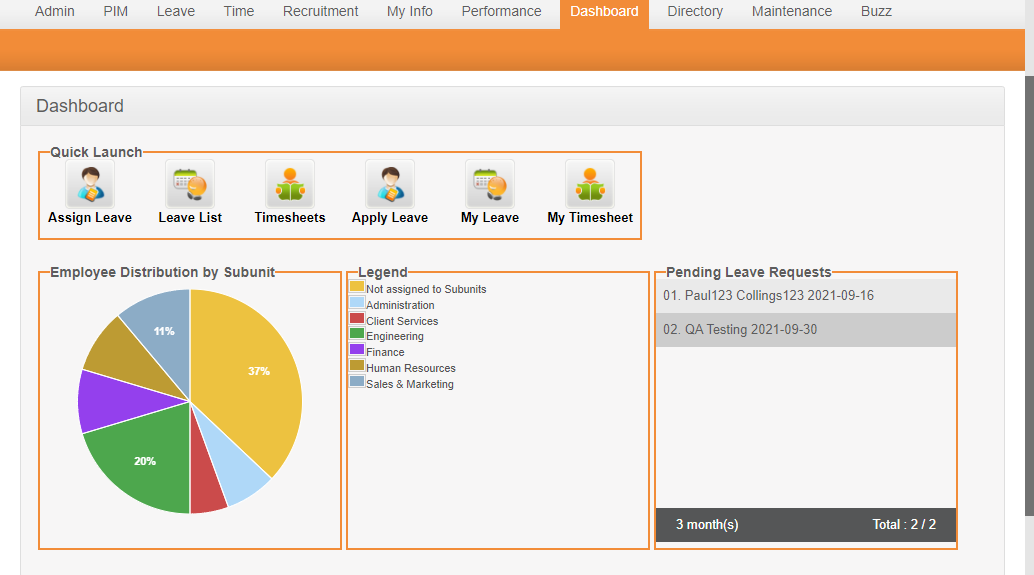 Admin PIM Leave Time Recruitment My Info Performance Dashboard Directory Maintenance Buzz
Dashboard
Quick Launch
Assign Leave Leave List Timesheets Apply Leave My Leave My Timesheet
Employee Distribution by Subunit
11%
37%
20%
Legend
Not assigned to Subunits
Administration
Client Services
Engineering
Finance
Human Resources
Sales & Marketing
Pending Leave Requests
01. Paul123 Collings123 2021-09-16
02. QA Testing 2021-09-30
3 month(s) Total : 2 / 2